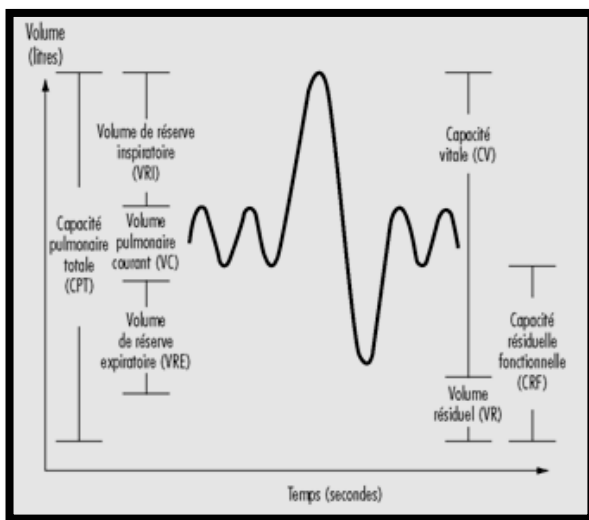 Volume
(litres)
Volume de réserve
inspiratoire
(VRI)
Volume
pulmonaire
courant (VC)
Capacité
pulmonaire
totale
(CPT)
Volume
de réserve
expiratoire (VRE)
Capacité
vitale (CV)
Capacité
résiduelle
fonctionnelle
(CRF)
Volume
résiduel (VR)
Temps (secondes)